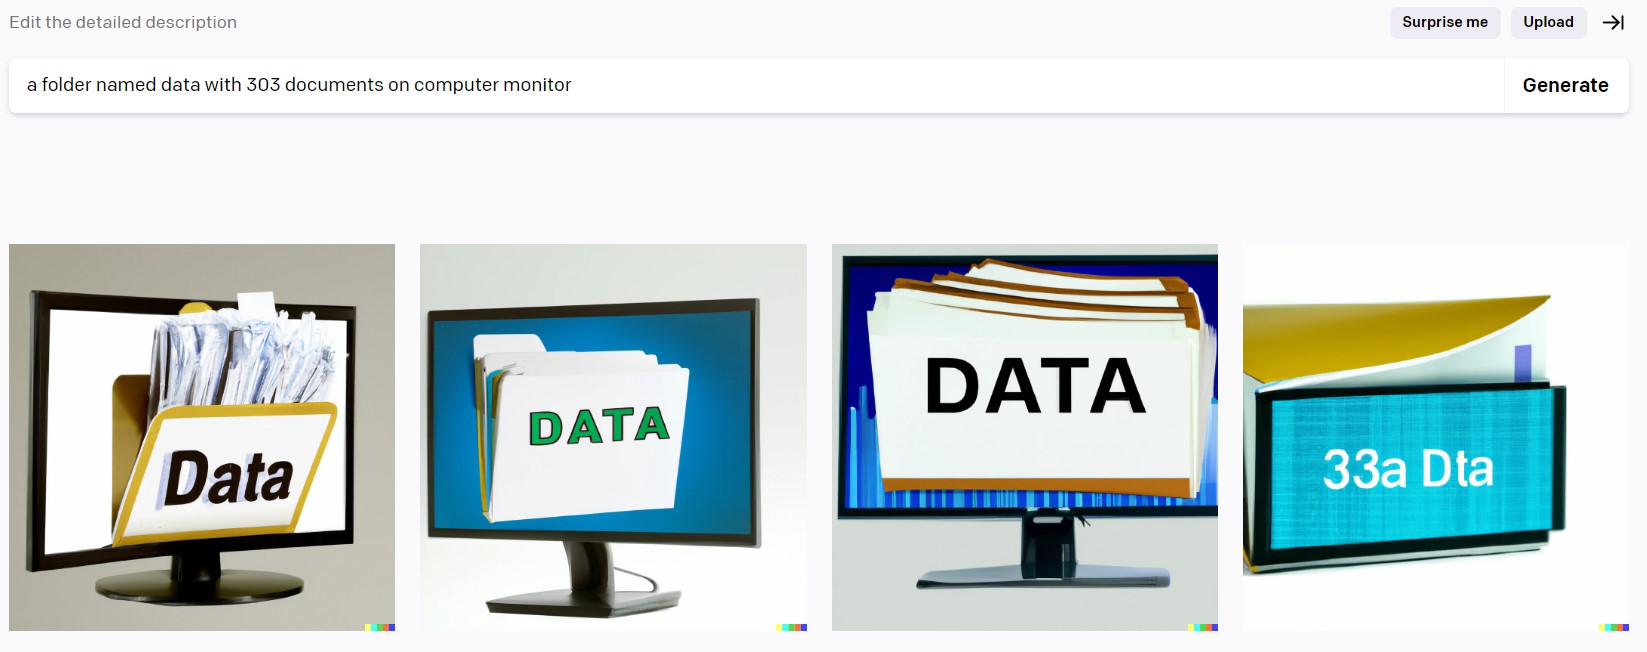 Edit the detailed description
Surprise me
Upload
a folder named data with 303 documents on computer monitor
Generate
Data
DATA
DATA
33a Dta